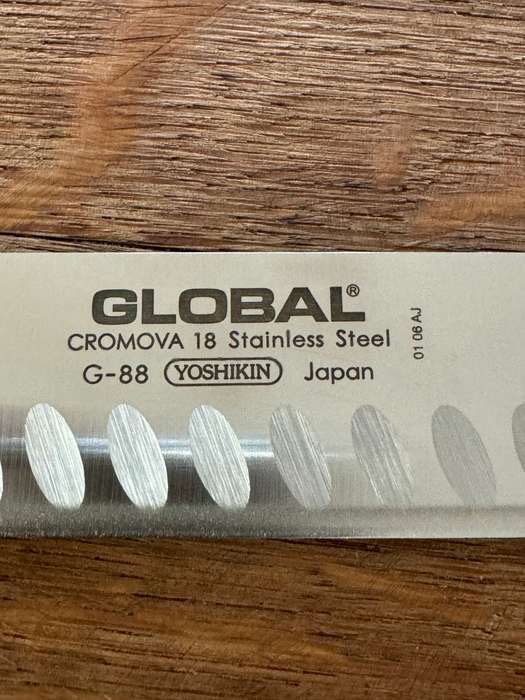 GLOBAL®
CROMOVA 18 Stainless Steel
G-88 YOSHIKIN Japan
01 06 AJ